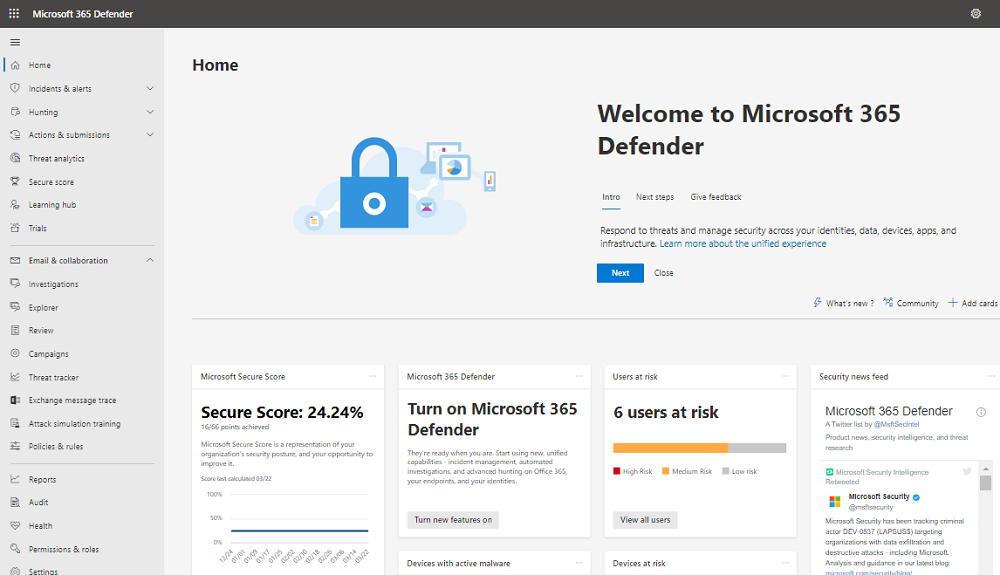 Microsoft 365 Defender
Home
Incidents & alerts
Hunting
Actions & submissions
Threat analytics
Secure score
Learning hub
Trials
Email & collaboration
Investigations
Explorer
Review
Campaigns
Threat tracker
Exchange message trace
Attack simulation training
Policies & rules
Reports
Audit
Health
Permissions & roles
Settings
Home
Welcome to Microsoft 365
Defender
Intro Next steps Give feedback
Respond to threats and manage security across your identities, data, devices, apps, and
infrastructure. Learn more about the unified experience
Next Close
What's new ? Community Add cards
Microsoft Secure Score
Secure Score: 24.24%
16/66 points achieved
Microsoft Secure Score is a representation of your
organization's security posture, and your opportunity to
improve it.
Score last calculated 03/22
100%
50%
0%
12/24 01/01 01/09 01/17 01/25 02/02 02/10 02/18 02/26 03/06 03/14 03/22
Microsoft 365 Defender
Turn on Microsoft 365
Defender
They're ready when you are. Start using new, unified
capabilities - incident management, automated
investigations, and advanced hunting on Office 365,
your endpoints, and your identities.
Turn new features on
Devices with active malware
Users at risk
6 users at risk
High Risk Medium Risk Low risk
View all users
Devices at risk
Security news feed
Microsoft 365 Defender
A Twitter list by @MsftSecIntel
Product news, security intelligence, and threat
research
Microsoft Security Intelligence
Retweeted
Microsoft Security
@msftsecurity
Microsoft Security has been tracking criminal
actor DEV-0537 (LAPSUS$) targeting
organizations with data exfiltration and
destructive attacks - including Microsoft.
Analysis and guidance in our latest blog:
microsoft.com/security/blog/